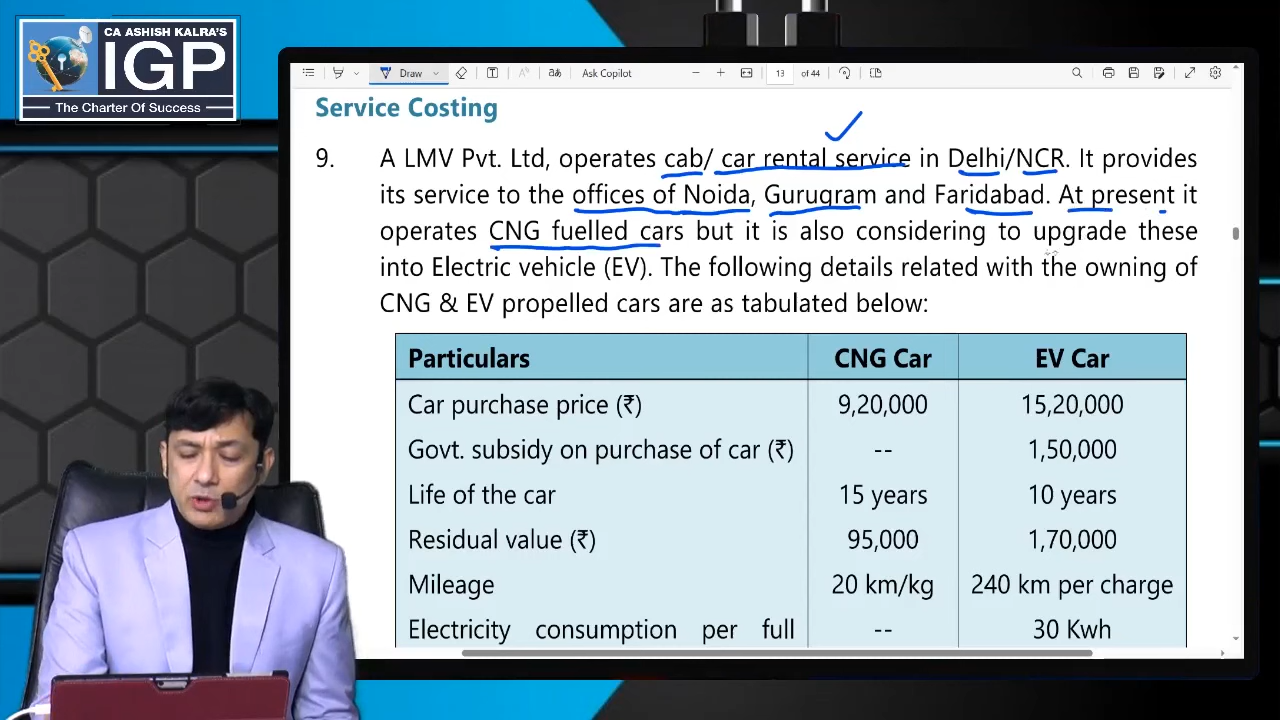 CA ASHISH KALRA'S
IGP
The Charter Of Success
Draw
Ask Copilot
13 of 44
Service Costing
9. A LMV Pvt. Ltd, operates cab/ car rental service in Delhi/NCR. It provides
its service to the offices of Noida, Gurugram and Faridabad. At present it
operates CNG fuelled cars but it is also considering to upgrade these
into Electric vehicle (EV). The following details related with the owning of
CNG & EV propelled cars are as tabulated below:
Particulars CNG Car EV Car
Car purchase price (₹) 9,20,000 15,20,000
Govt. subsidy on purchase of car (₹) -- 1,50,000
Life of the car 15 years 10 years
Residual value (₹) 95,000 1,70,000
Mileage 20 km/kg 240 km per charge
Electricity consumption per full -- 30 Kwh